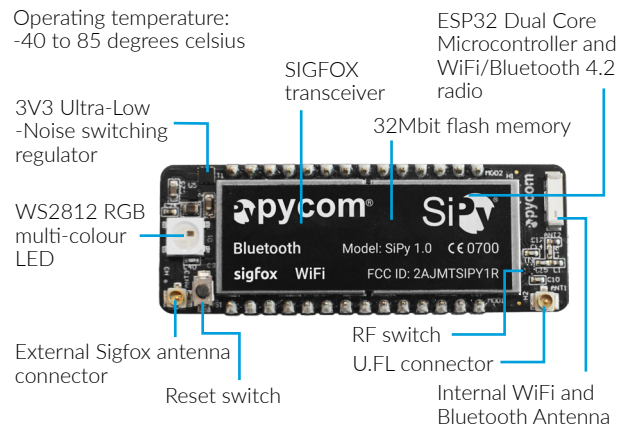 Operating temperature:
-40 to 85 degrees celsius
ESP32 Dual Core
Microcontroller and
WiFi/Bluetooth 4.2
radio
SIGFOX
transceiver
3V3 Ultra-Low
-Noise switching
regulator
32Mbit flash memory
WS2812 RGB
multi-colour
LED
pycom®
SiPy
Bluetooth
Model: SiPy 1.0 CE 0700
sigfox WiFi
FCC ID: 2AJMTSIPY1R
pycom
External Sigfox antenna
connector
Reset switch
RF switch
U.FL connector
Internal WiFi and
Bluetooth Antenna